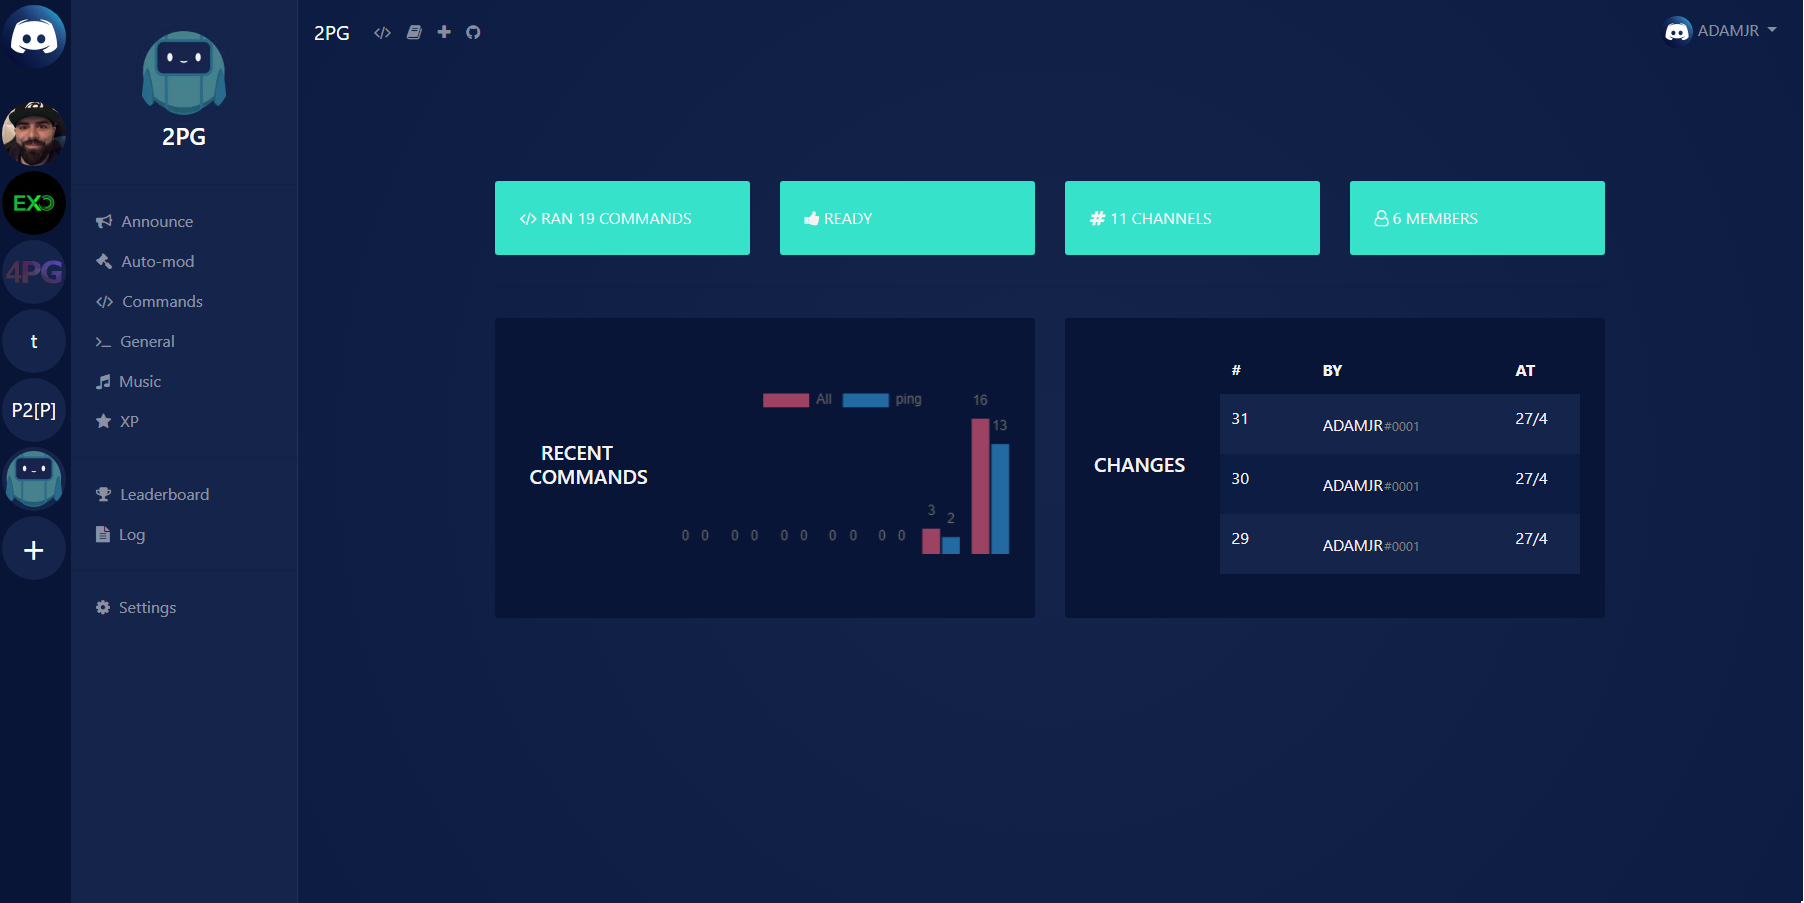 EXO
4PG
t
P2[P]
+
2PG
Announce
Auto-mod
Commands
General
Music
XP
Leaderboard
Log
Settings
2PG
ADAMJR
RAN 19 COMMANDS
READY
# 11 CHANNELS
6 MEMBERS
RECENT
COMMANDS
All ping
16
13
3
2
0 0 0 0 0 0 0 0 0 0
CHANGES
# BY AT
31 ADAMJR#0001 27/4
30 ADAMJR#0001 27/4
29 ADAMJR#0001 27/4